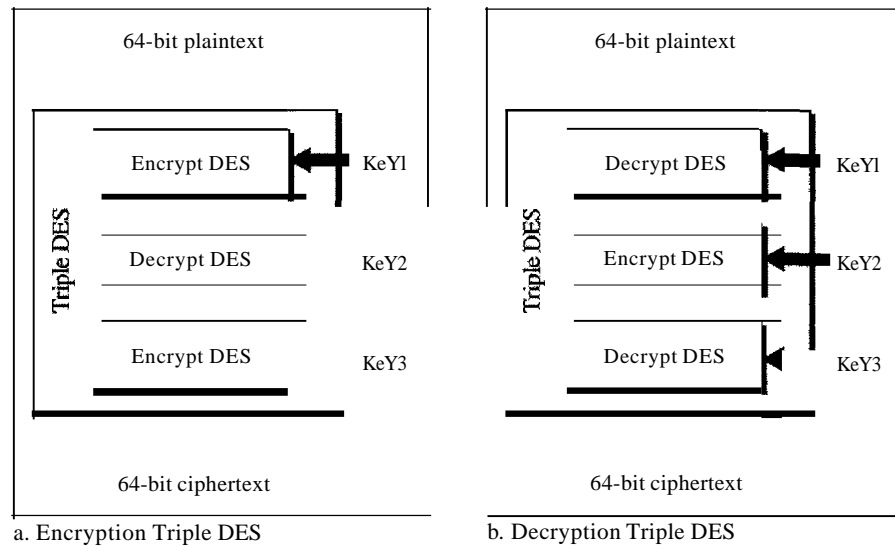 64-bit plaintext
Triple DES
Encrypt DES
KeYl
Decrypt DES
KeY2
Encrypt DES
KeY3
64-bit ciphertext
a. Encryption Triple DES
64-bit plaintext
Triple DES
Decrypt DES
KeYl
Encrypt DES
KeY2
Decrypt DES
KeY3
64-bit ciphertext
b. Decryption Triple DES